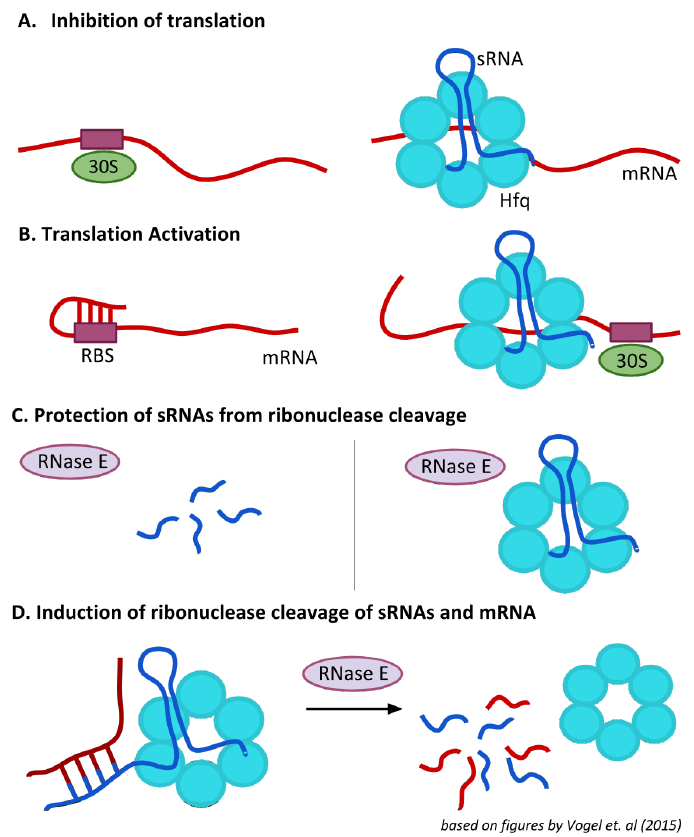 A. Inhibition of translation
sRNA
30S
mRNA
Hfq
B. Translation Activation
RBS
mRNA
30S
C. Protection of sRNAs from ribonuclease cleavage
RNase E
RNase E
D. Induction of ribonuclease cleavage of sRNAs and mRNA
RNase E
based on figures by Vogel et. al (2015)